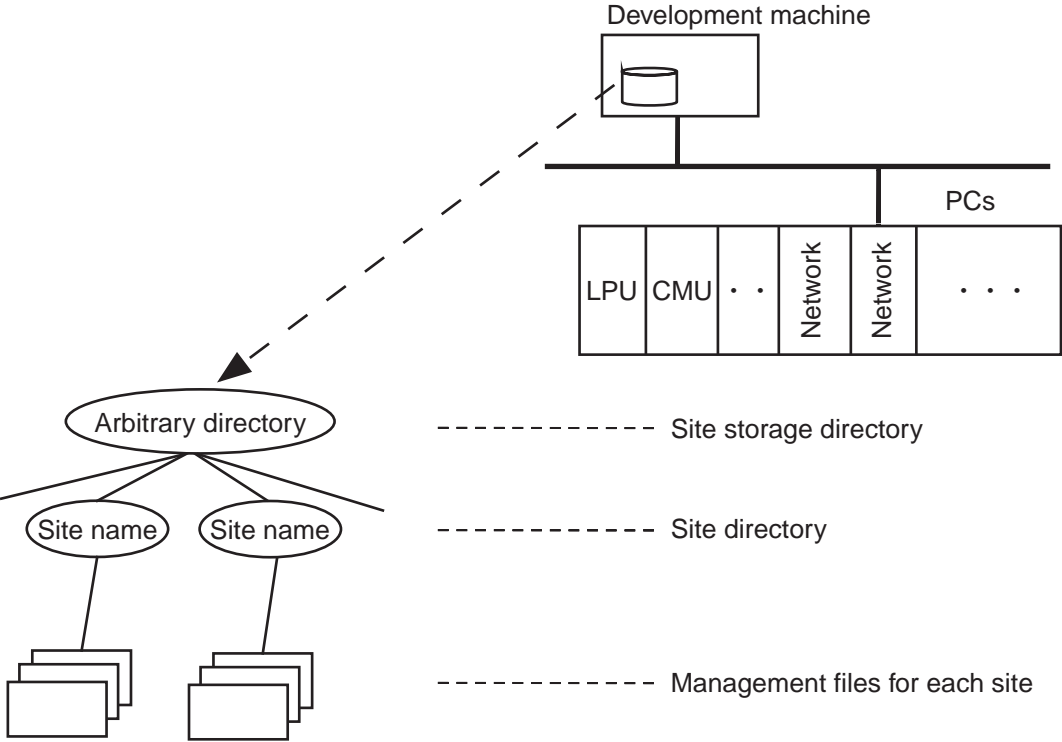 Development machine
PCs
LPU
CMU
· ·
Network
Network
· · ·
Arbitrary directory
Site storage directory
Site name
Site name
Site directory
Management files for each site